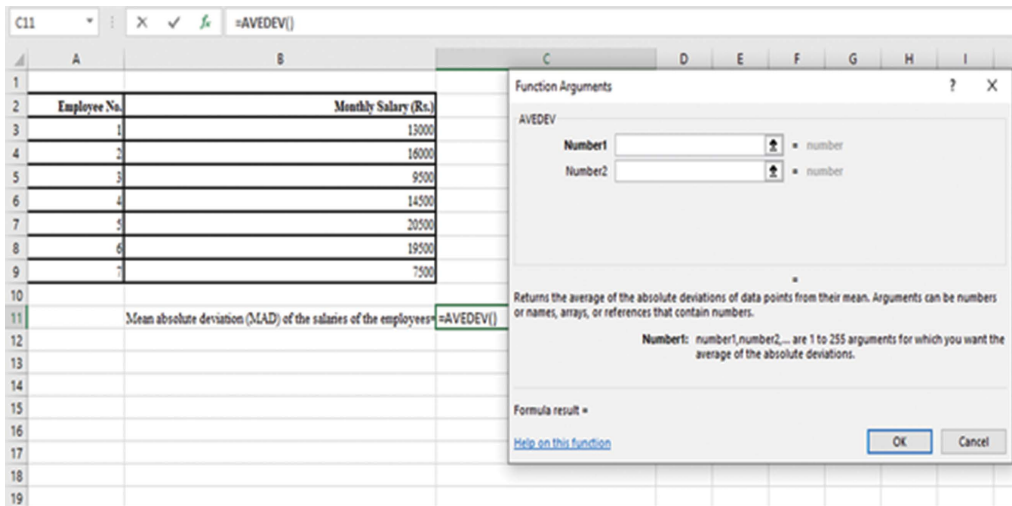 C11 =AVEDEV()
A B C D E F G H I
1
2 Employee No. Monthly Salary (Rs.)
3 1 13000
4 2 16000
5 3 9500
6 4 14500
7 5 20500
8 6 19500
9 7 7500
10
11 Mean absolute deviation (MAD) of the salaries of the employees= =AVEDEV()
12
13
14
15
16
17
18
19
Function Arguments ? X
AVEDEV
Number1 = number
Number2 = number
=
Returns the average of the absolute deviations of data points from their mean. Arguments can be numbers
or names, arrays, or references that contain numbers.
Number1: number1,number2,... are 1 to 255 arguments for which you want the
average of the absolute deviations.
Formula result =
Help on this function OK Cancel